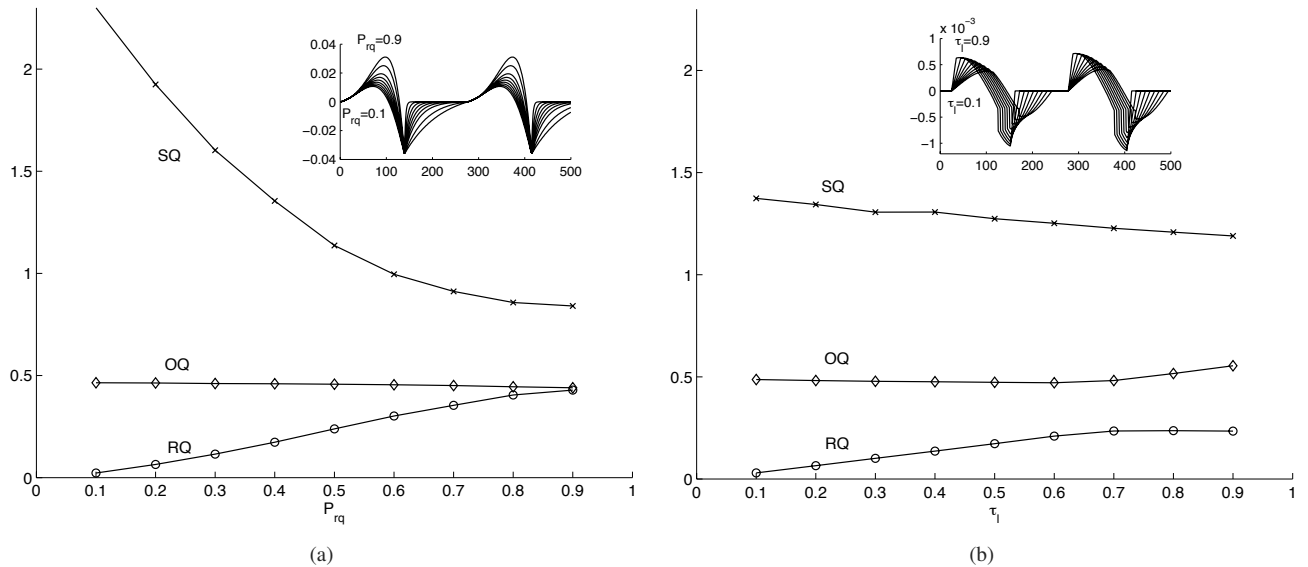 P_rq=0.9
0.04
0.02
0
−0.02
−0.04
P_rq=0.1
0 100 200 300 400 500
2
1.5
1
0.5
0
SQ
OQ
RQ
0 0.1 0.2 0.3 0.4 0.5 0.6 0.7 0.8 0.9 1
P_rq
(a)
x 10^−3
τ_l=0.9
1
0.5
0
−0.5
−1
τ_l=0.1
0 100 200 300 400 500
2
1.5
1
0.5
0
SQ
OQ
RQ
0 0.1 0.2 0.3 0.4 0.5 0.6 0.7 0.8 0.9 1
τ_l
(b)